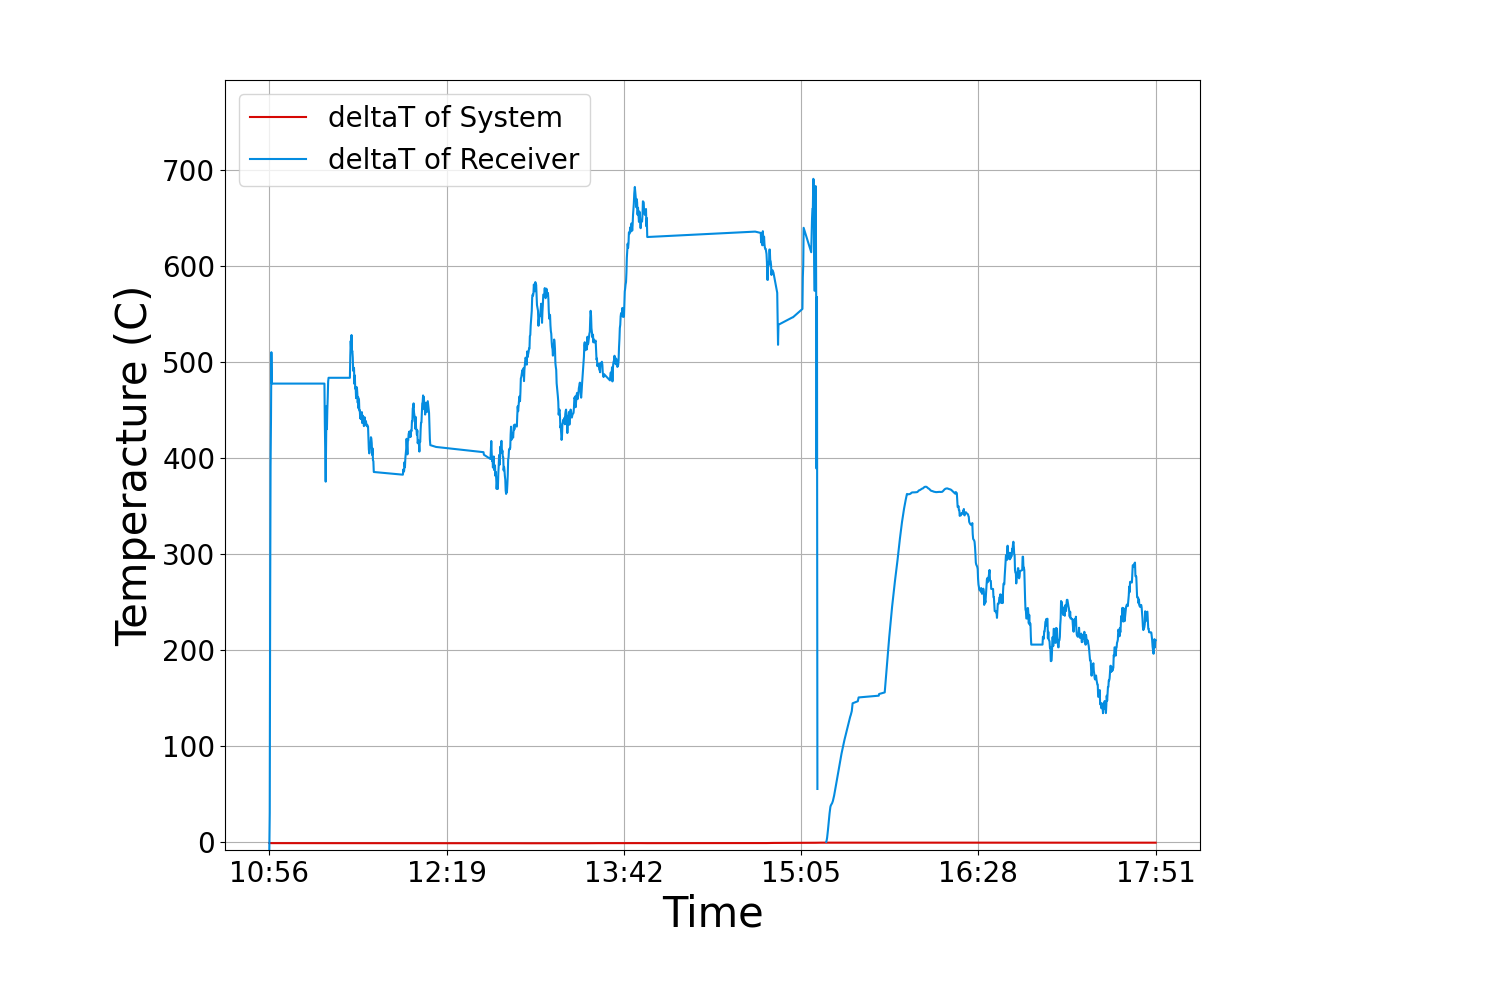 deltaT of System
deltaT of Receiver
700
600
500
400
300
200
100
0
Temperacture (C)
10:56 12:19 13:42 15:05 16:28 17:51
Time